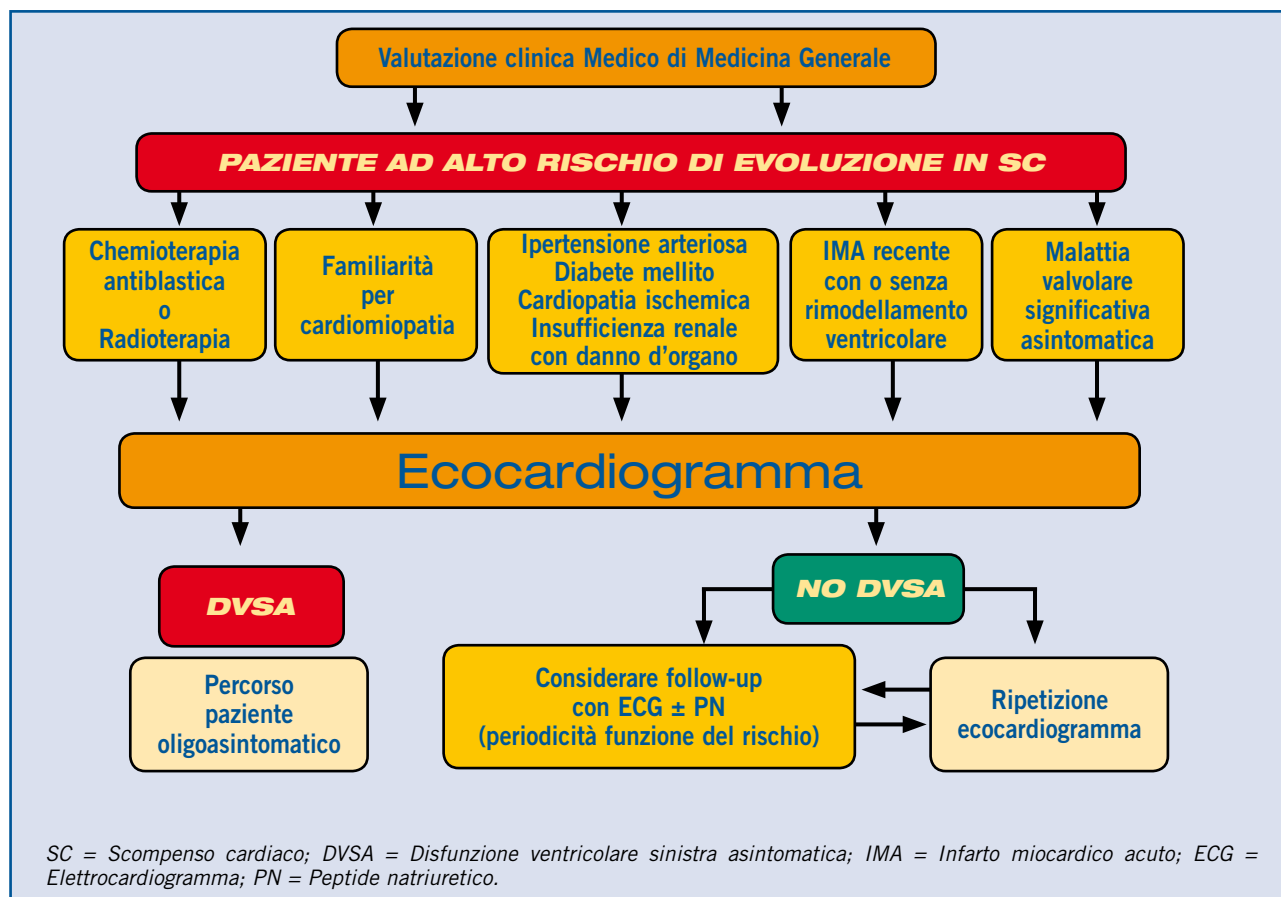 Valutazione clinica Medico di Medicina Generale
PAZIENTE AD ALTO RISCHIO DI EVOLUZIONE IN SC
Chemioterapia
antiblastica
o
Radioterapia
Familiarità
per
cardiomiopatia
Ipertensione arteriosa
Diabete mellito
Cardiopatia ischemica
Insufficienza renale
con danno d'organo
IMA recente
con o senza
rimodellamento
ventricolare
Malattia
valvolare
significativa
asintomatica
Ecocardiogramma
DVSA
Percorso
paziente
oligoasintomatico
NO DVSA
Considerare follow-up
con ECG ± PN
(periodicità funzione del rischio)
Ripetizione
ecocardiogramma
SC = Scompenso cardiaco; DVSA = Disfunzione ventricolare sinistra asintomatica; IMA = Infarto miocardico acuto; ECG =
Elettrocardiogramma; PN = Peptide natriuretico.